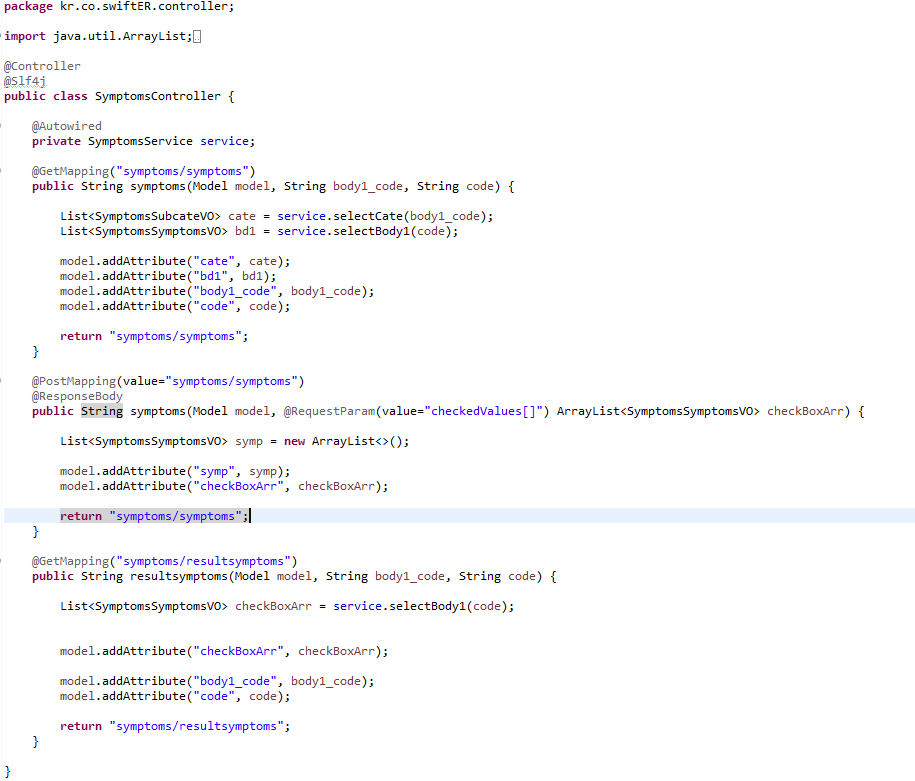 package kr.co.swiftER.controller;
import java.util.ArrayList;
@Controller
@Slf4j
public class SymptomsController {
@Autowired
private SymptomsService service;
@GetMapping("symptoms/symptoms")
public String symptoms(Model model, String body1_code, String code) {
List<SymptomsSubcateVO> cate = service.selectCate(body1_code);
List<SymptomsSymptomsVO> bd1 = service.selectBody1(code);
model.addAttribute("cate", cate);
model.addAttribute("bd1", bd1);
model.addAttribute("body1_code", body1_code);
model.addAttribute("code", code);
return "symptoms/symptoms";
}
@PostMapping(value="symptoms/symptoms")
@ResponseBody
public String symptoms(Model model, @RequestParam(value="checkedValues[]") ArrayList<SymptomsSymptomsVO> checkBoxArr) {
List<SymptomsSymptomsVO> symp = new ArrayList<>();
model.addAttribute("symp", symp);
model.addAttribute("checkBoxArr", checkBoxArr);
return "symptoms/symptoms";
}
@GetMapping("symptoms/resultsymptoms")
public String resultsymptoms(Model model, String body1_code, String code) {
List<SymptomsSymptomsVO> checkBoxArr = service.selectBody1(code);
model.addAttribute("checkBoxArr", checkBoxArr);
model.addAttribute("body1_code", body1_code);
model.addAttribute("code", code);
return "symptoms/resultsymptoms";
}
}